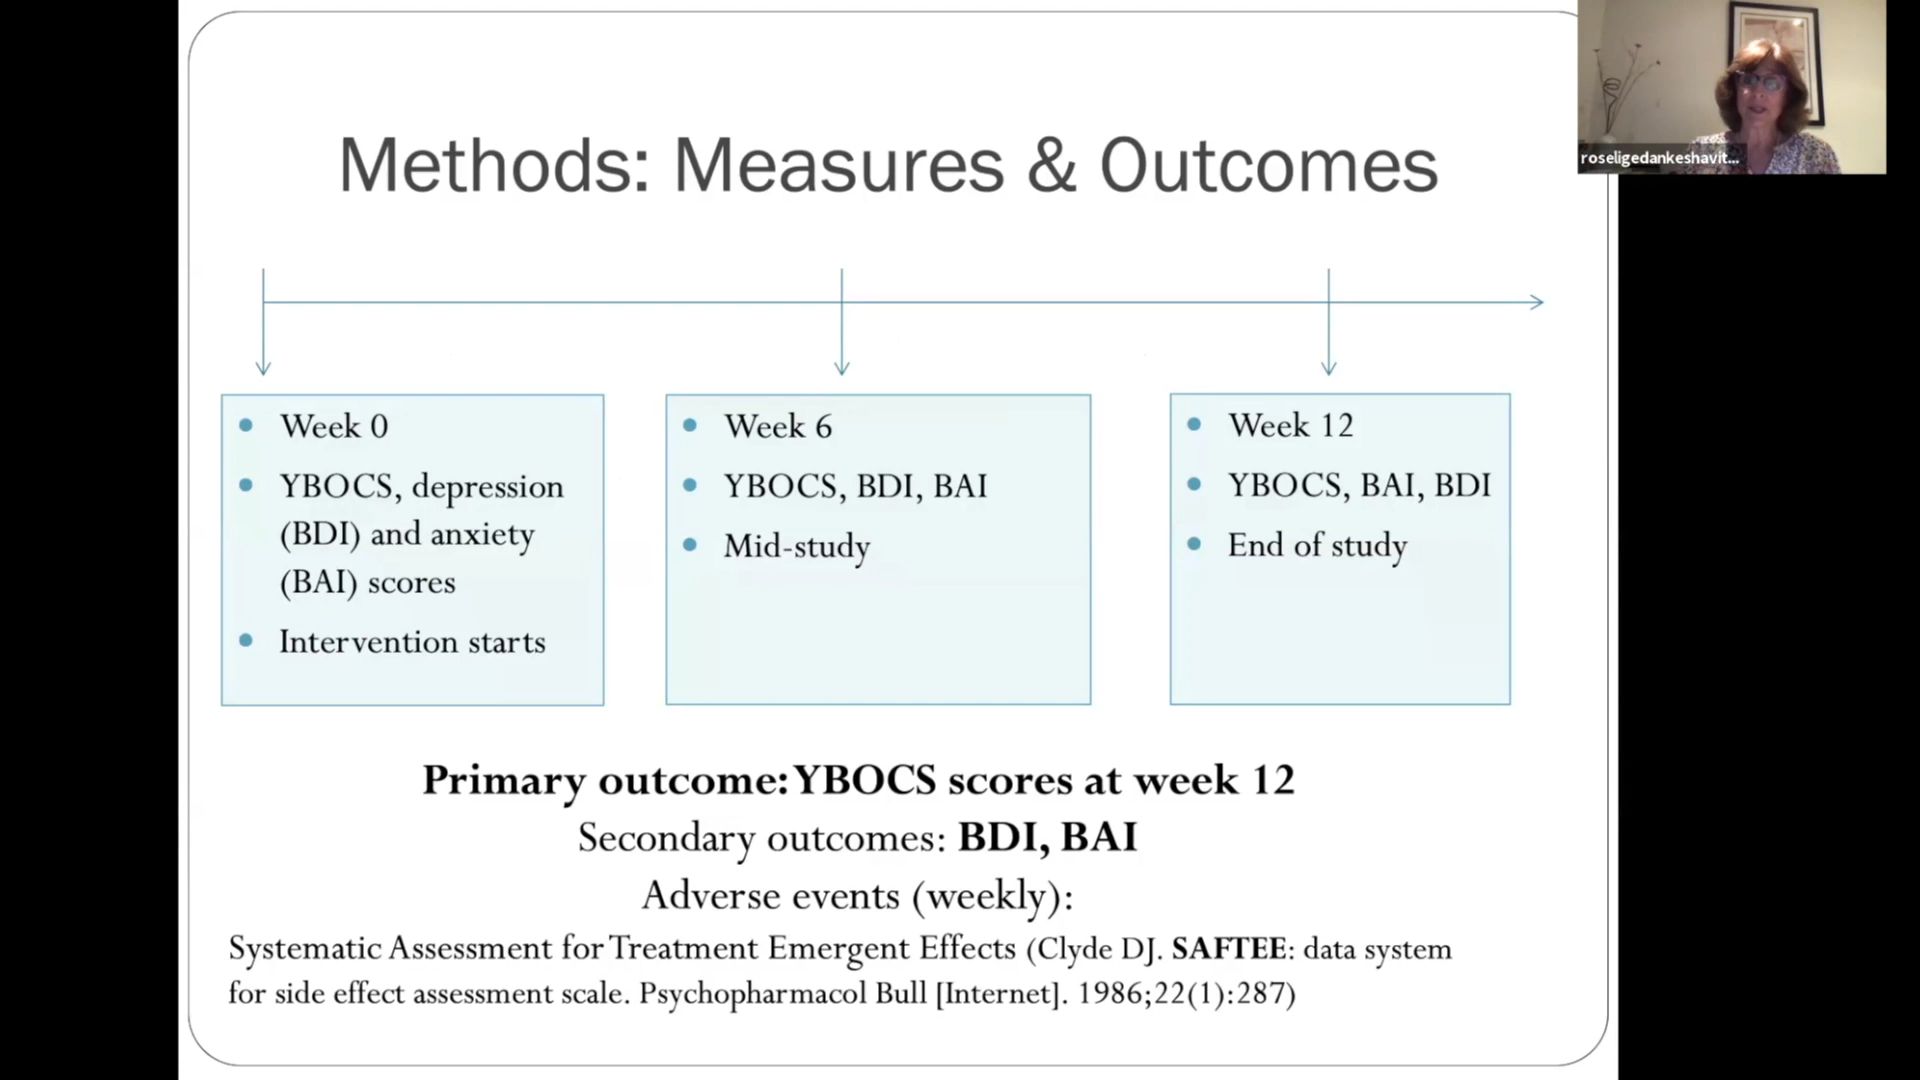 roseligedankeshavit...
Methods: Measures & Outcomes
• Week 0
• YBOCS, depression
(BDI) and anxiety
(BAI) scores
• Intervention starts
• Week 6
• YBOCS, BDI, BAI
• Mid-study
• Week 12
• YBOCS, BAI, BDI
• End of study
Primary outcome: YBOCS scores at week 12
Secondary outcomes: BDI, BAI
Adverse events (weekly):
Systematic Assessment for Treatment Emergent Effects (Clyde DJ. SAFTEE: data system
for side effect assessment scale. Psychopharmacol Bull [Internet]. 1986;22(1):287)